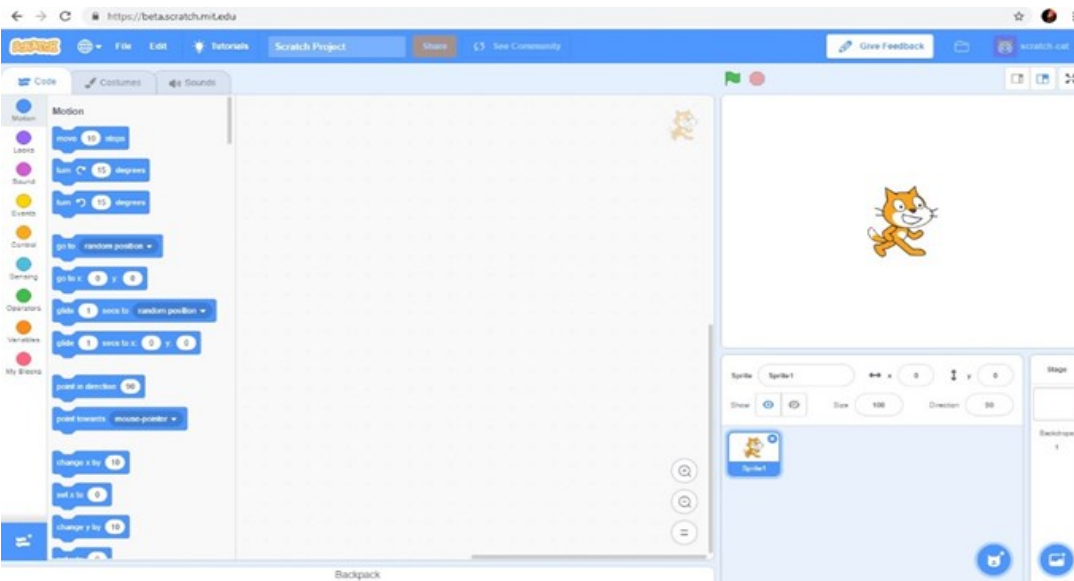 https://beta.scratch.mit.edu
SCRATCH File Edit Tutorials Scratch Project Share See Community Give Feedback scratch-cat
Code Costumes Sounds
Motion
Looks
Sound
Events
Control
Sensing
Operators
Variables
My Blocks
Motion
move 10 steps
turn 15 degrees
turn 15 degrees
go to random position
go to x: 0 y: 0
glide 1 secs to random position
glide 1 secs to x: 0 y: 0
point in direction 90
point towards mouse-pointer
change x by 10
set x to 0
change y by 10
Sprite Sprite1 x 0 y 0
Show Size 100 Direction 90
Sprite1
Stage
Backdrops
1
Backpack